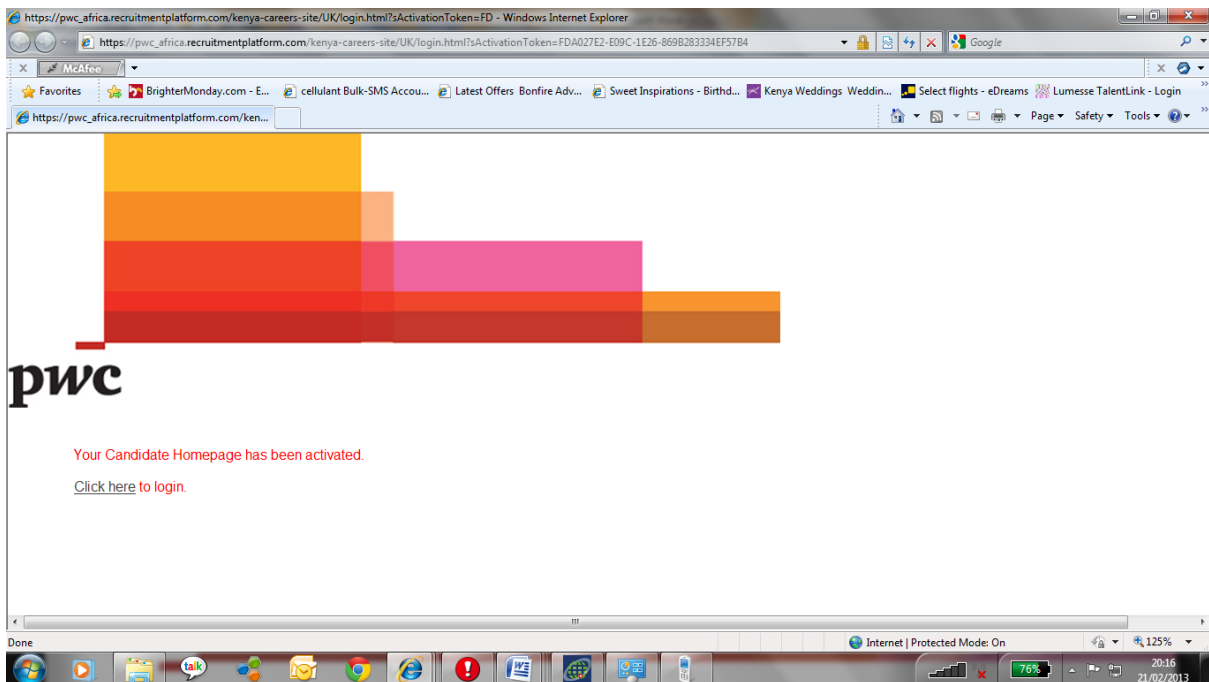 https://pwc_africa.recruitmentplatform.com/kenya-careers-site/UK/login.html?sActivationToken=FD - Windows Internet Explorer
https://pwc_africa.recruitmentplatform.com/kenya-careers-site/UK/login.html?sActivationToken=FDA027E2-E09C-1E26-869B283334EF57B4 Google
X McAfee x
Favorites BrighterMonday.com - E... cellulant Bulk-SMS Accou... Latest Offers Bonfire Adv... Sweet Inspirations - Birthd... Kenya Weddings Weddin... Select flights - eDreams Lumesse TalentLink - Login
https://pwc_africa.recruitmentplatform.com/ken... Page Safety Tools
pwc
Your Candidate Homepage has been activated.
Click here to login.
Done Internet | Protected Mode: On 125%
talk 76% 20:16
21/02/2013